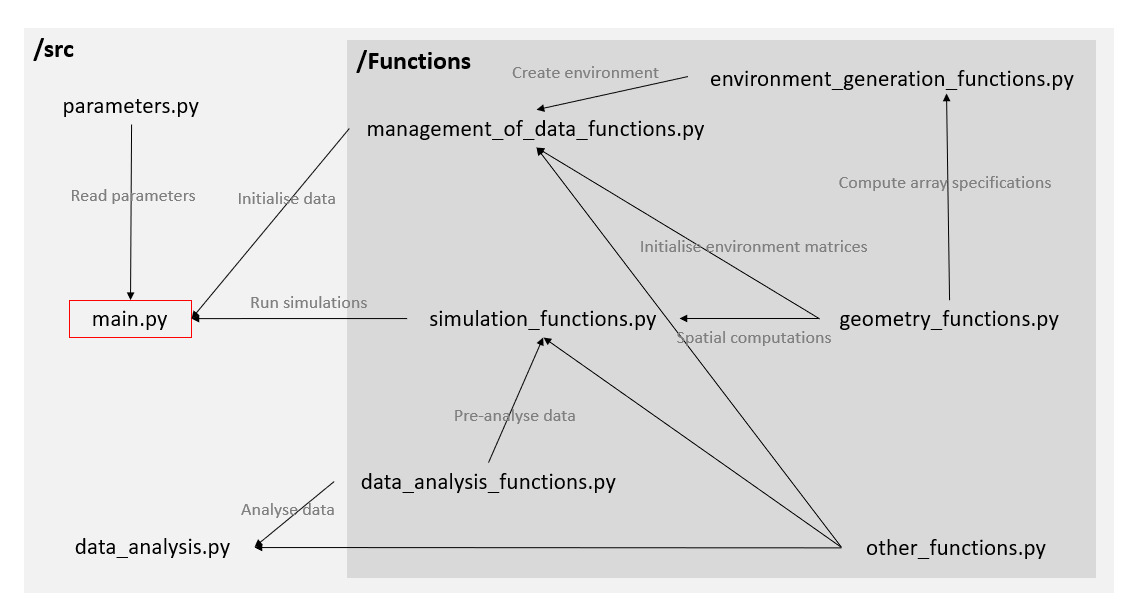 /src
/Functions
Create environment
environment_generation_functions.py
parameters.py
management_of_data_functions.py
Read parameters
Initialise data
Compute array specifications
Initialise environment matrices
Run simulations
main.py
simulation_functions.py
geometry_functions.py
Spatial computations
Pre-analyse data
data_analysis_functions.py
Analyse data
data_analysis.py
other_functions.py